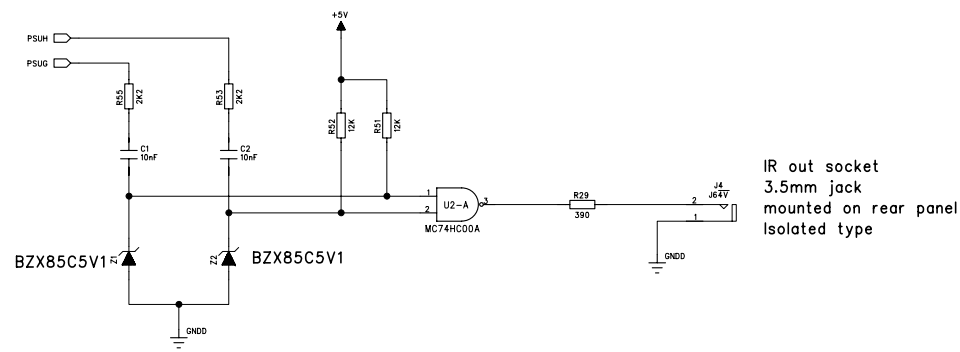 +5V
PSUH
PSUG
R55
2K2
R53
2K2
R52
12K
R51
12K
C1
10nF
C2
10nF
1
2
U2-A
3
MC74HC00A
R29
390
J4
J64V
2
1
GNDD
IR out socket
3.5mm jack
mounted on rear panel
Isolated type
BZX85C5V1
Z1
Z2
BZX85C5V1
GNDD